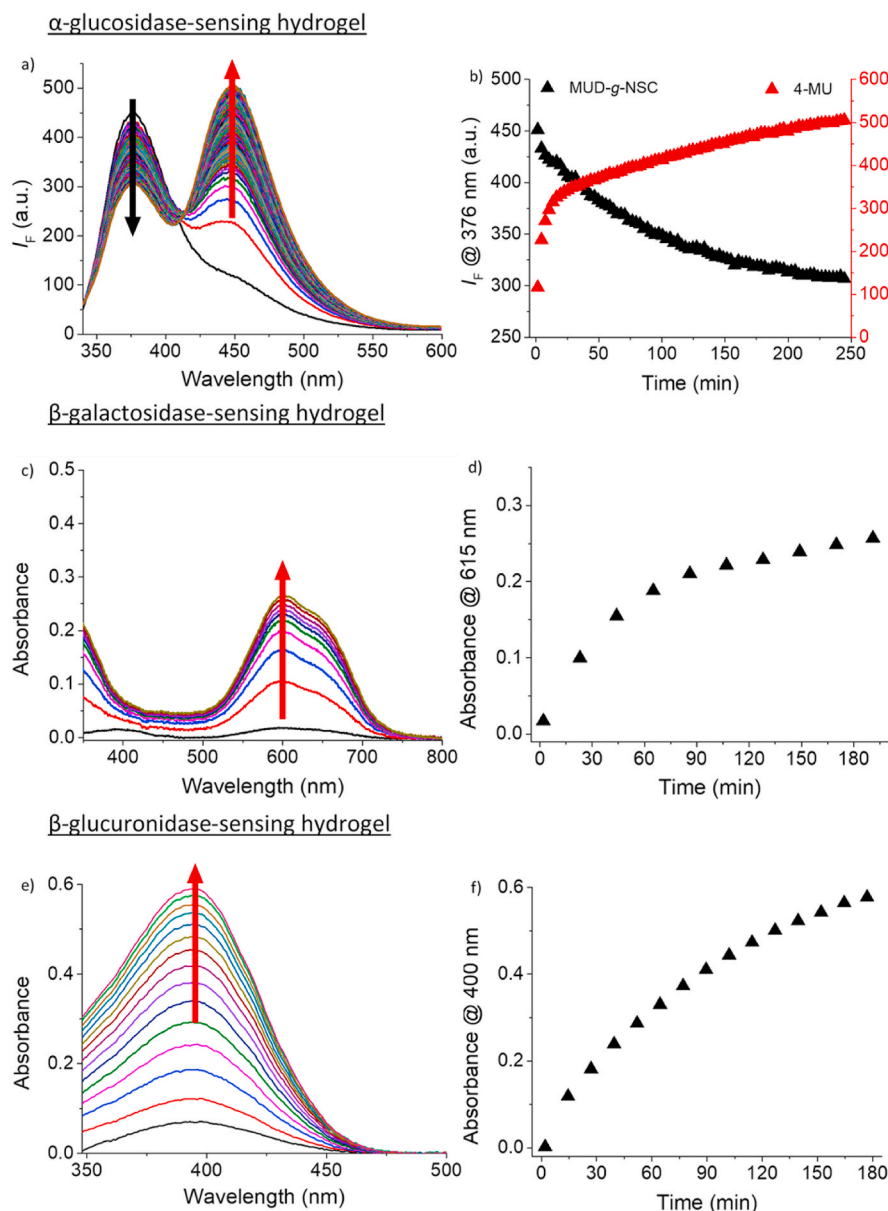 α-glucosidase-sensing hydrogel
a)
500
400
300
200
100
0
I_F (a.u.)
350 400 450 500 550 600
Wavelength (nm)
b)
MUD-g-NSC
4-MU
500
450
400
350
300
250
I_F @ 376 nm (a.u.)
600
500
400
300
200
100
0
0 50 100 150 200 250
Time (min)
β-galactosidase-sensing hydrogel
c)
0.5
0.4
0.3
0.2
0.1
0.0
Absorbance
400 500 600 700 800
Wavelength (nm)
d)
0.3
0.2
0.1
0.0
Absorbance @ 615 nm
0 30 60 90 120 150 180
Time (min)
β-glucuronidase-sensing hydrogel
e)
0.6
0.4
0.2
0.0
Absorbance
350 400 450 500
Wavelength (nm)
f)
0.6
0.4
0.2
0.0
Absorbance @ 400 nm
0 30 60 90 120 150 180
Time (min)